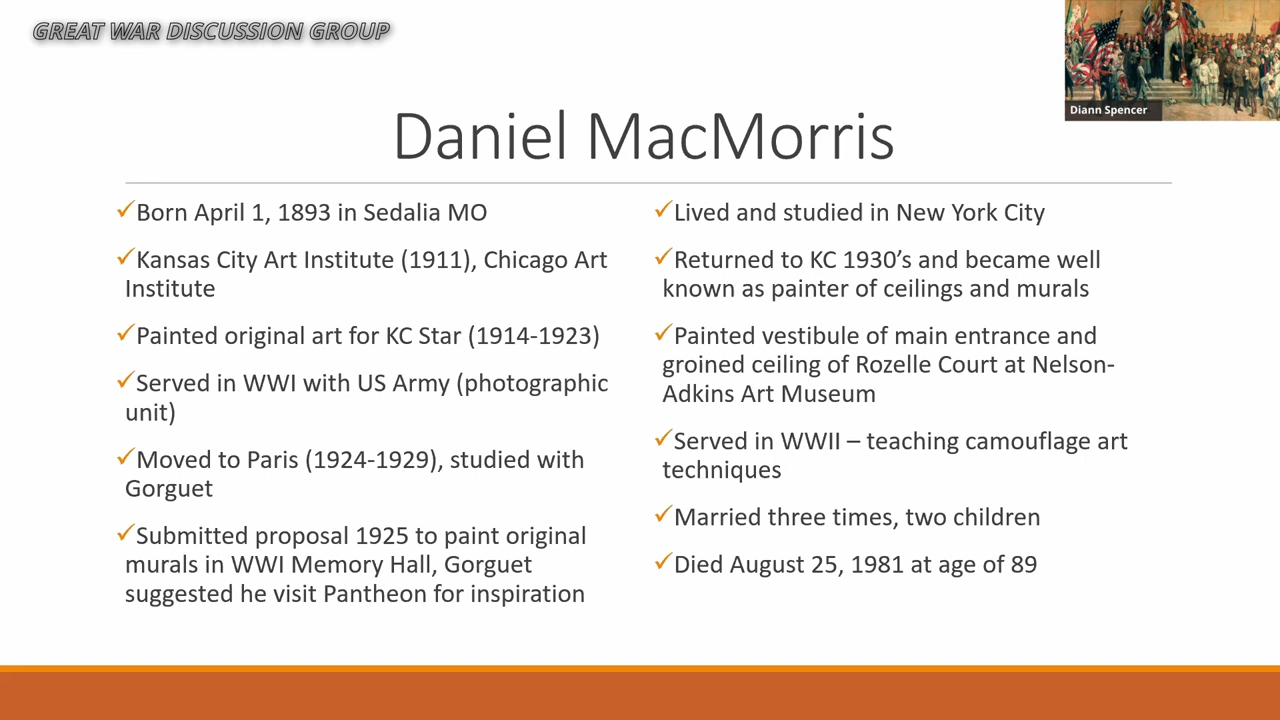 GREAT WAR DISCUSSION GROUP
Diann Spencer
Daniel MacMorris
Born April 1, 1893 in Sedalia MO
Kansas City Art Institute (1911), Chicago Art
Institute
Painted original art for KC Star (1914-1923)
Served in WWI with US Army (photographic
unit)
Moved to Paris (1924-1929), studied with
Gorguet
Submitted proposal 1925 to paint original
murals in WWI Memory Hall, Gorguet
suggested he visit Pantheon for inspiration
Lived and studied in New York City
Returned to KC 1930’s and became well
known as painter of ceilings and murals
Painted vestibule of main entrance and
groined ceiling of Rozelle Court at Nelson-
Adkins Art Museum
Served in WWII – teaching camouflage art
techniques
Married three times, two children
Died August 25, 1981 at age of 89